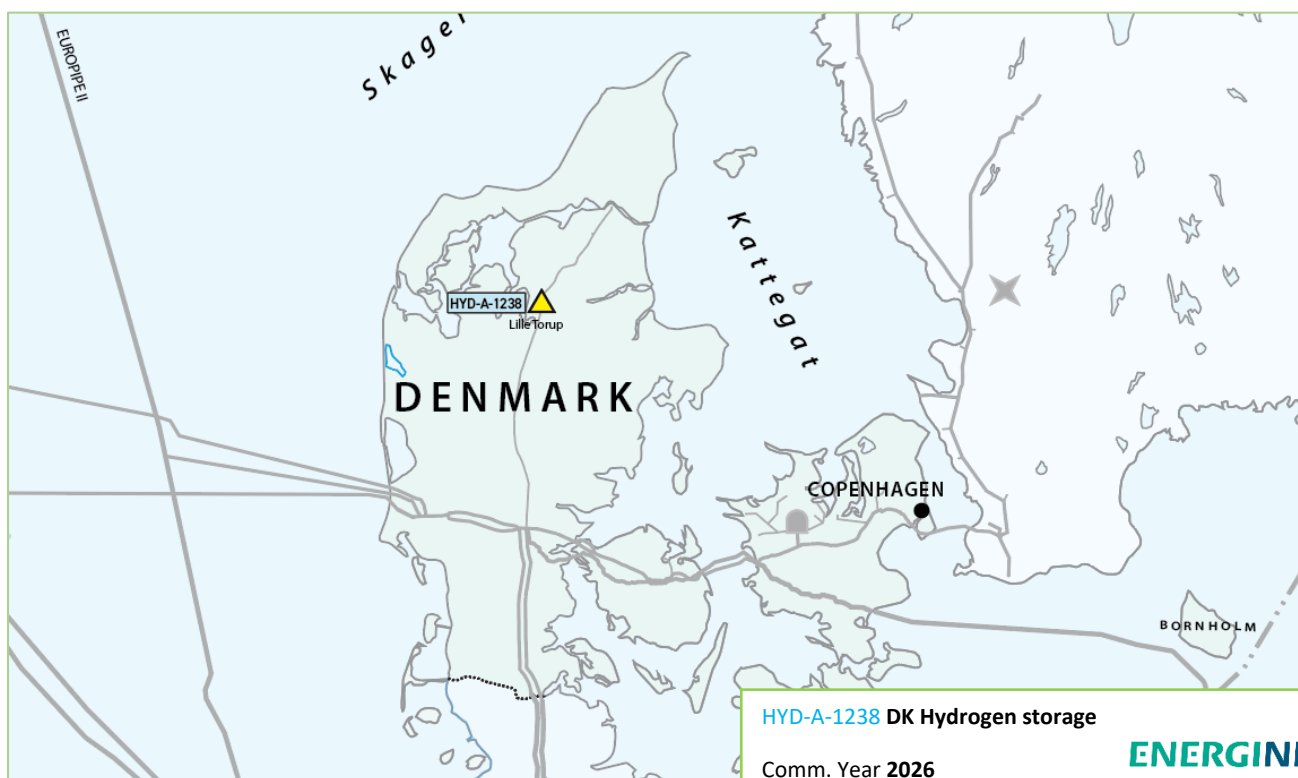 EUROPIPE II
Skager
Kattegat
HYD-A-1238
Lille Torup
DENMARK
COPENHAGEN
BORNHOLM
HYD-A-1238 DK Hydrogen storage
Comm. Year 2026
ENERGINE